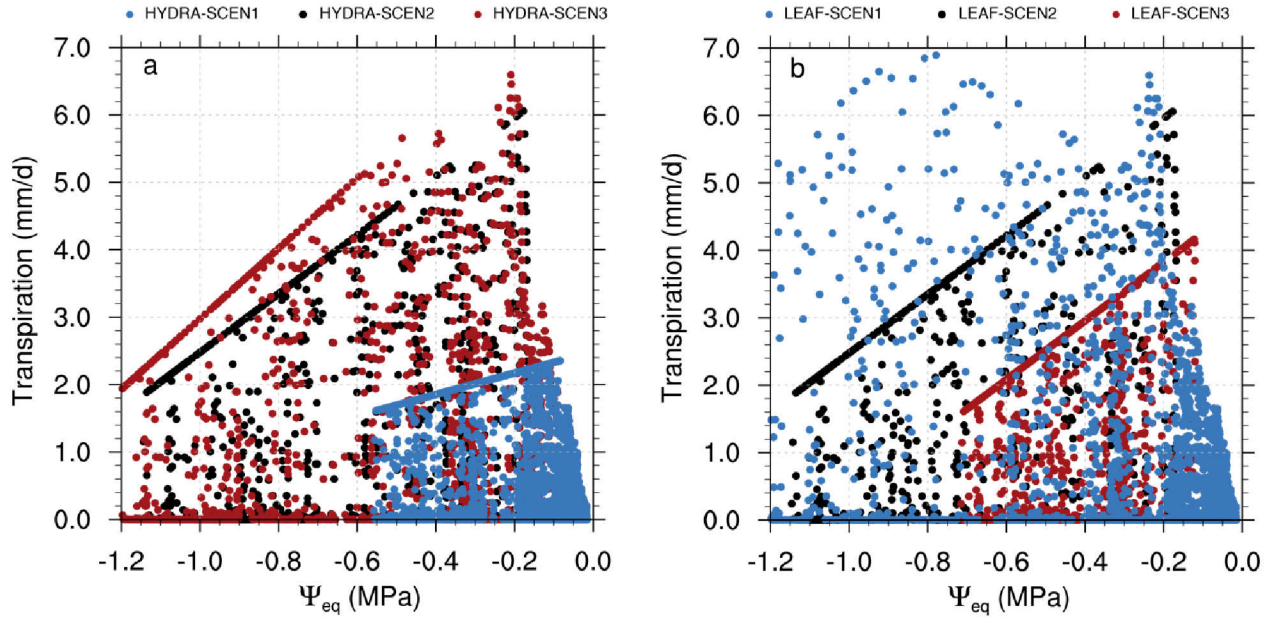 HYDRA-SCEN1 HYDRA-SCEN2 HYDRA-SCEN3
a
7.0
6.0
5.0
4.0
3.0
2.0
1.0
0.0
Transpiration (mm/d)
-1.2 -1.0 -0.8 -0.6 -0.4 -0.2 0.0
Ψeq (MPa)
LEAF-SCEN1 LEAF-SCEN2 LEAF-SCEN3
b
7.0
6.0
5.0
4.0
3.0
2.0
1.0
0.0
Transpiration (mm/d)
-1.2 -1.0 -0.8 -0.6 -0.4 -0.2 0.0
Ψeq (MPa)